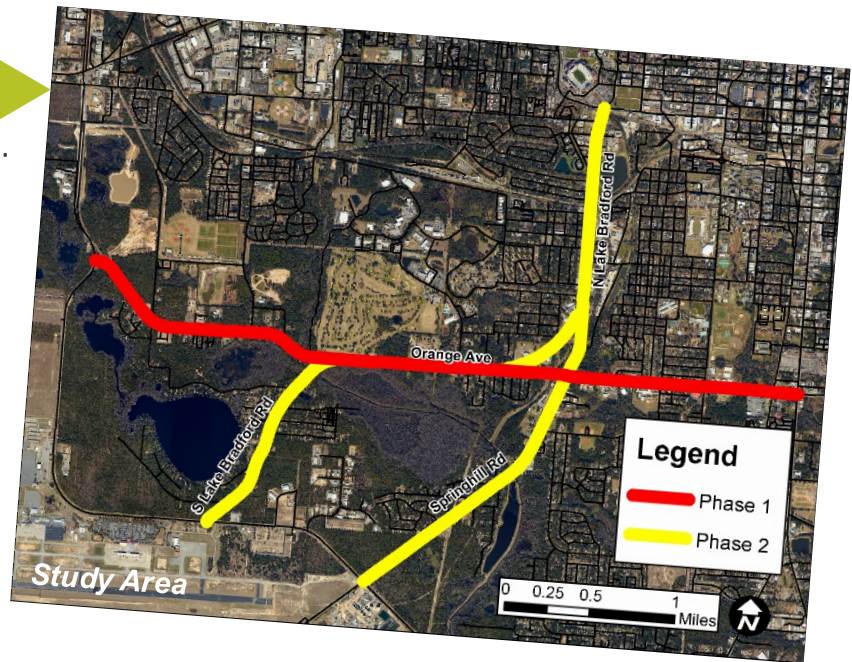 N Lake Bradford Rd
Orange Ave
S Lake Bradford Rd
Springhill Rd
Legend
Phase 1
Phase 2
Study Area
0 0.25 0.5 1
Miles
N